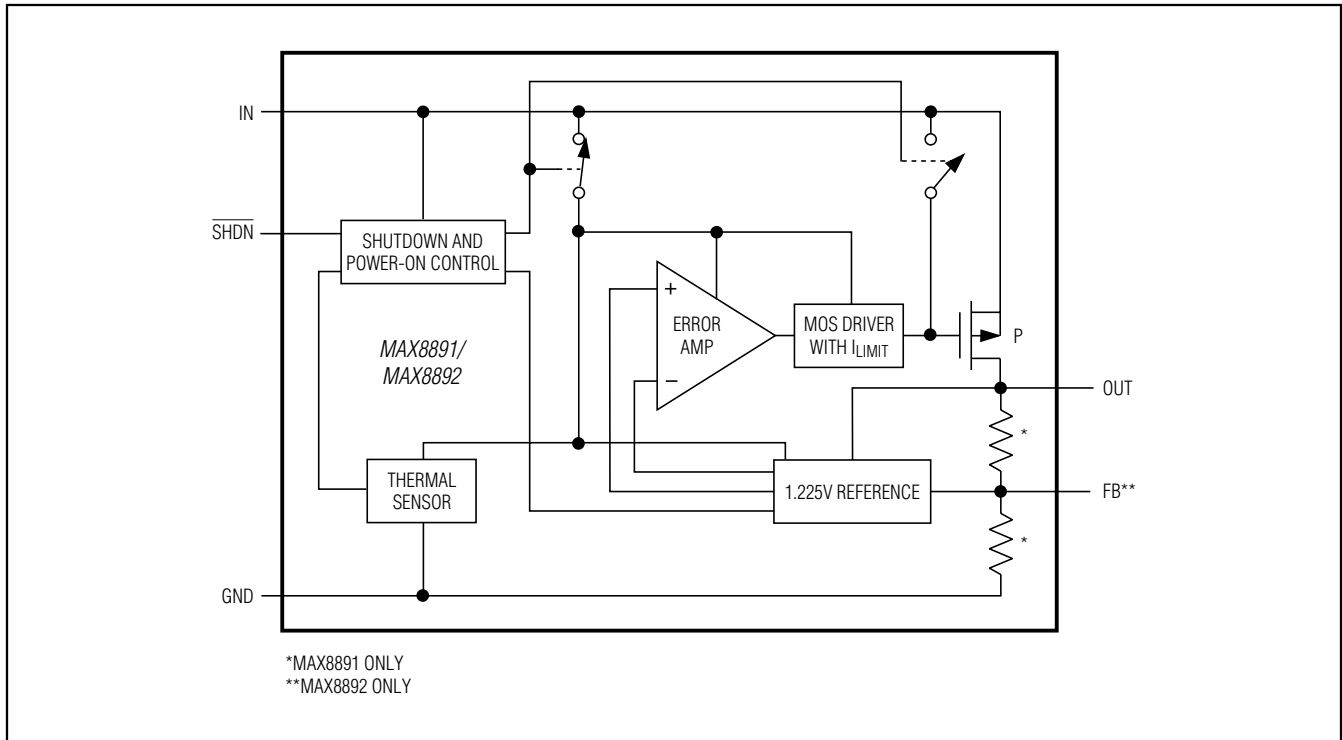 IN
SHDN
SHUTDOWN AND
POWER-ON CONTROL
MAX8891/
MAX8892
+
ERROR
AMP
−
MOS DRIVER
WITH ILIMIT
P
OUT
*
THERMAL
SENSOR
1.225V REFERENCE
FB**
*
GND
*MAX8891 ONLY
**MAX8892 ONLY